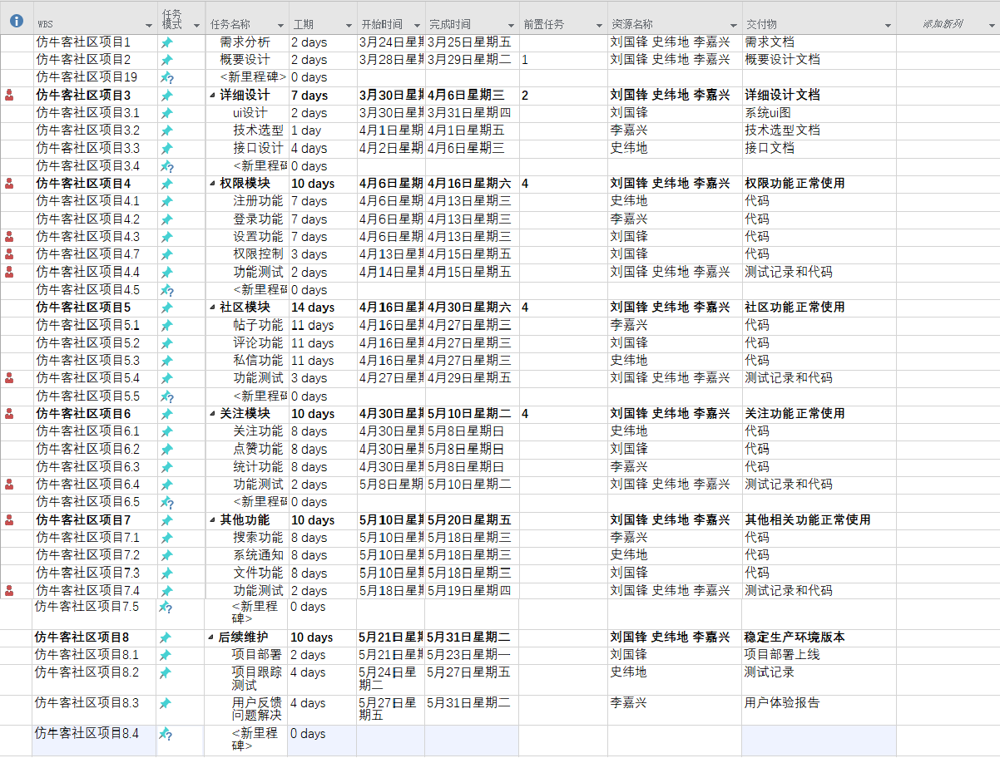 WBS 任务模式 任务名称 工期 开始时间 完成时间 前置任务 资源名称 交付物 添加新列
仿牛客社区项目1 需求分析 2 days 3月24日星 3月25日星期五 刘国锋 史纬地 李嘉兴 需求文档
仿牛客社区项目2 概要设计 2 days 3月28日星 3月29日星期二 1 刘国锋 史纬地 李嘉兴 概要设计文档
仿牛客社区项目19 <新里程碑> 0 days
仿牛客社区项目3 详细设计 7 days 3月30日星 4月6日星期三 2 刘国锋 史纬地 李嘉兴 详细设计文档
仿牛客社区项目3.1 ui设计 2 days 3月30日星 3月31日星期四 刘国锋 系统ui图
仿牛客社区项目3.2 技术选型 1 day 4月1日星期 4月1日星期五 李嘉兴 技术选型文档
仿牛客社区项目3.3 接口设计 4 days 4月2日星期 4月6日星期三 史纬地 接口文档
仿牛客社区项目3.4 <新里程碑 0 days
仿牛客社区项目4 权限模块 10 days 4月6日星期 4月16日星期六 4 刘国锋 史纬地 李嘉兴 权限功能正常使用
仿牛客社区项目4.1 注册功能 7 days 4月6日星期 4月13日星期三 史纬地 代码
仿牛客社区项目4.2 登录功能 7 days 4月6日星期 4月13日星期三 李嘉兴 代码
仿牛客社区项目4.3 设置功能 7 days 4月6日星期 4月13日星期三 刘国锋 代码
仿牛客社区项目4.7 权限控制 3 days 4月13日星 4月15日星期五 刘国锋 代码
仿牛客社区项目4.4 功能测试 2 days 4月14日星 4月15日星期五 刘国锋 史纬地 李嘉兴 测试记录和代码
仿牛客社区项目4.5 <新里程碑 0 days
仿牛客社区项目5 社区模块 14 days 4月16日星 4月30日星期六 4 刘国锋 史纬地 李嘉兴 社区功能正常使用
仿牛客社区项目5.1 帖子功能 11 days 4月16日星 4月27日星期三 李嘉兴 代码
仿牛客社区项目5.2 评论功能 11 days 4月16日星 4月27日星期三 刘国锋 代码
仿牛客社区项目5.3 私信功能 11 days 4月16日星 4月27日星期三 史纬地 代码
仿牛客社区项目5.4 功能测试 3 days 4月27日星 4月29日星期五 刘国锋 史纬地 李嘉兴 测试记录和代码
仿牛客社区项目5.5 <新里程碑 0 days
仿牛客社区项目6 关注模块 10 days 4月30日星 5月10日星期二 4 刘国锋 史纬地 李嘉兴 关注功能正常使用
仿牛客社区项目6.1 关注功能 8 days 4月30日星 5月8日星期日 史纬地 代码
仿牛客社区项目6.2 点赞功能 8 days 4月30日星 5月8日星期日 刘国锋 代码
仿牛客社区项目6.3 统计功能 8 days 4月30日星 5月8日星期日 李嘉兴 代码
仿牛客社区项目6.4 功能测试 2 days 5月8日星期 5月10日星期二 刘国锋 史纬地 李嘉兴 测试记录和代码
仿牛客社区项目6.5 <新里程碑 0 days
仿牛客社区项目7 其他功能 10 days 5月10日星 5月20日星期五 刘国锋 史纬地 李嘉兴 其他相关功能正常使用
仿牛客社区项目7.1 搜索功能 8 days 5月10日星 5月18日星期三 李嘉兴 代码
仿牛客社区项目7.2 系统通知 8 days 5月10日星 5月18日星期三 史纬地 代码
仿牛客社区项目7.3 文件功能 8 days 5月10日星 5月18日星期三 刘国锋 代码
仿牛客社区项目7.4 功能测试 2 days 5月18日星 5月19日星期四 刘国锋 史纬地 李嘉兴 测试记录和代码
仿牛客社区项目7.5 <新里程碑> 0 days
仿牛客社区项目8 后续维护 10 days 5月21日星 5月31日星期二 刘国锋 史纬地 李嘉兴 稳定生产环境版本
仿牛客社区项目8.1 项目部署 2 days 5月21日星 5月23日星期一 刘国锋 项目部署上线
仿牛客社区项目8.2 项目跟踪测试 4 days 5月24日星期二 5月27日星期五 史纬地 测试记录
仿牛客社区项目8.3 用户反馈问题解决 4 days 5月27日星期五 5月31日星期二 李嘉兴 用户体验报告
仿牛客社区项目8.4 <新里程碑> 0 days